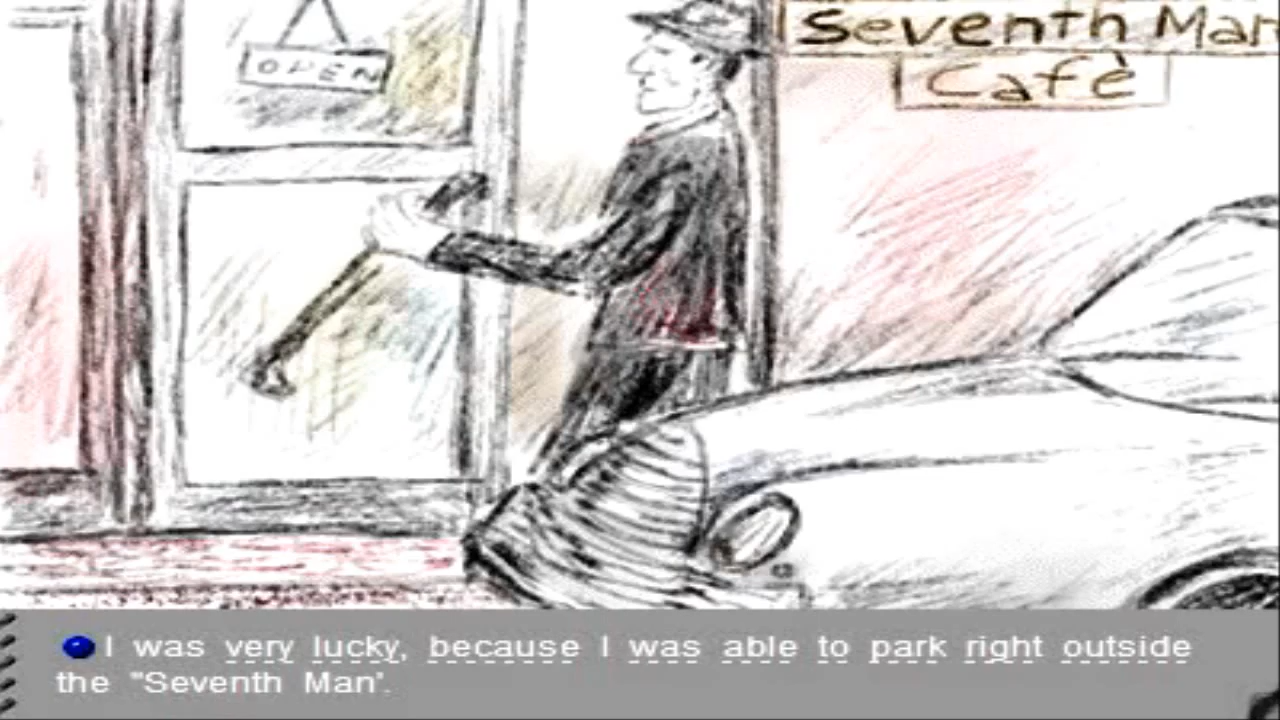 Seventh Man
Cafè
OPEN
I was very lucky, because I was able to park right outside
the "Seventh Man'.